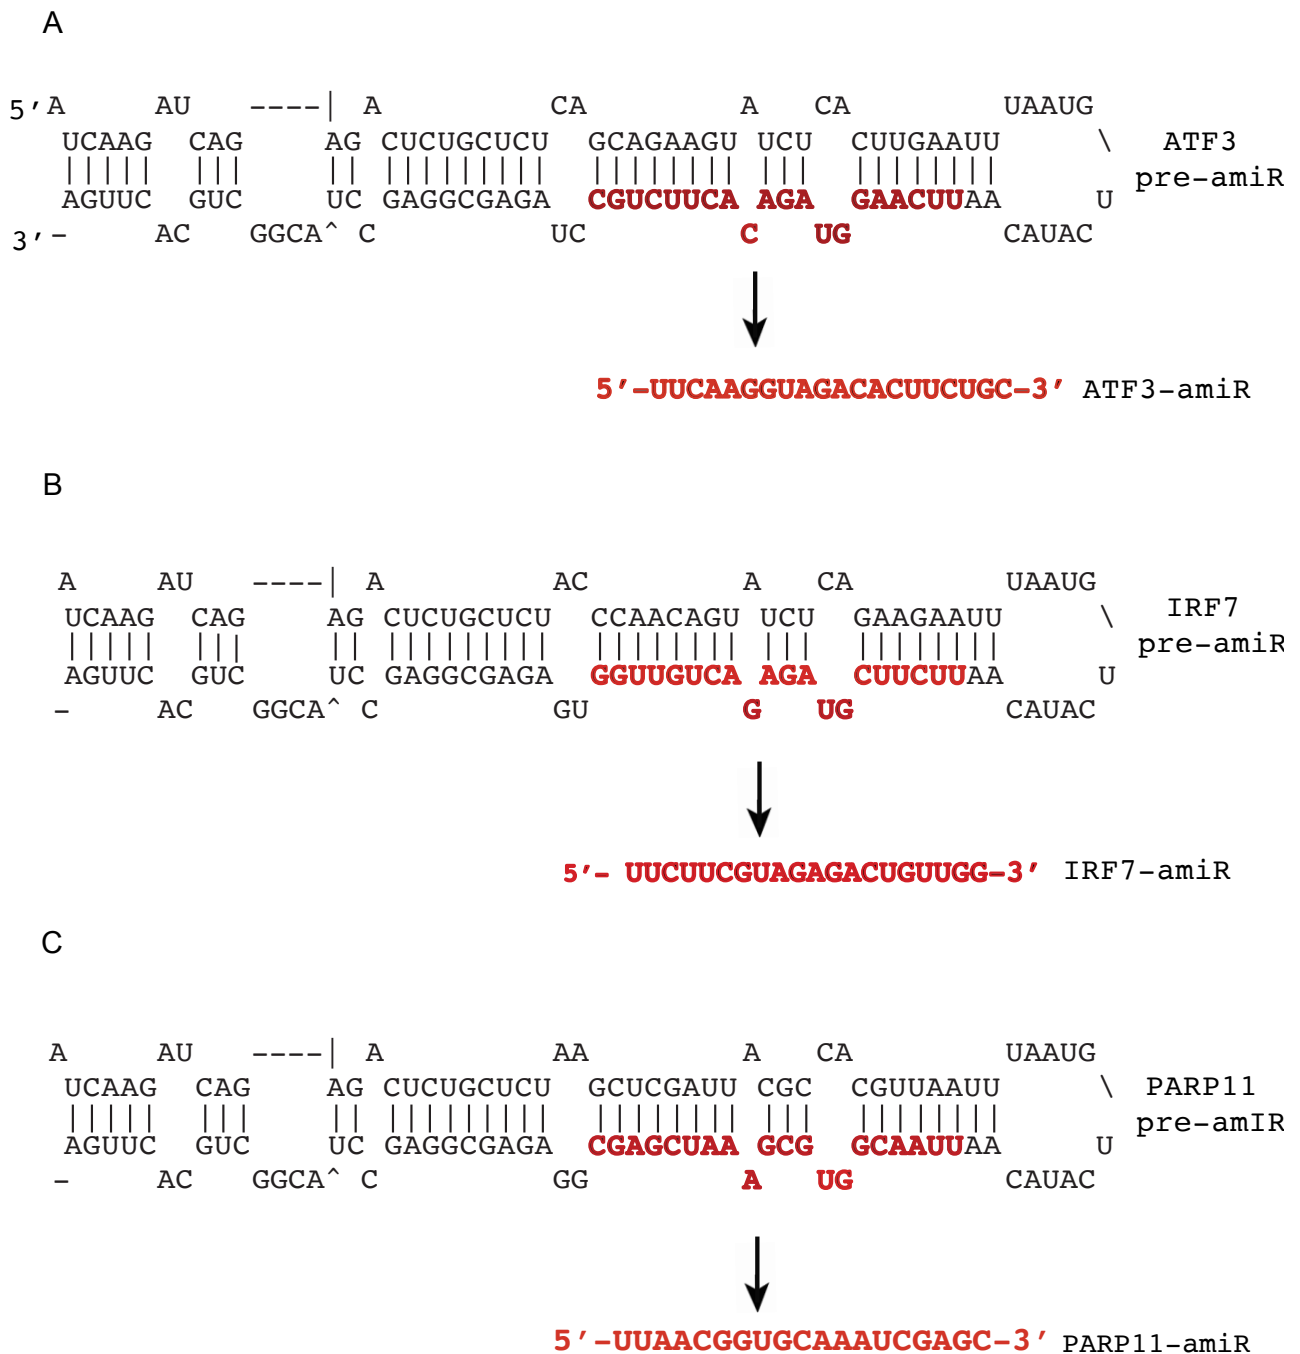 A
5'A AU ----| A CA A CA UAAUG
UCAAG CAG AG CUCUGCUCU GCAGAAGU UCU CUUGAAUU \ ATF3
||||| ||| || ||||||||| |||||||| ||| |||||||| pre-amiR
AGUUC GUC UC GAGGCGAGA CGUCUUCA AGA GAACUUAA U
3'- AC GGCA^ C UC C UG CAUAC
5'-UUCAAGGUAGACACUUCUGC-3' ATF3-amiR
B
A AU ----| A AC A CA UAAUG
UCAAG CAG AG CUCUGCUCU CCAACAGU UCU GAAGAAUU \ IRF7
||||| ||| || ||||||||| |||||||| ||| |||||||| pre-amiR
AGUUC GUC UC GAGGCGAGA GGUUGUCA AGA CUUCUUAA U
- AC GGCA^ C GU G UG CAUAC
5'- UUCUUCGUAGAGACUGUUGG-3' IRF7-amiR
C
A AU ----| A AA A CA UAAUG
UCAAG CAG AG CUCUGCUCU GCUCGAUU CGC CGUUAAUU \ PARP11
||||| ||| || ||||||||| |||||||| ||| |||||||| pre-amIR
AGUUC GUC UC GAGGCGAGA CGAGCUAA GCG GCAAUUAA U
- AC GGCA^ C GG A UG CAUAC
5'-UUAACGGUGCAAAUCGAGC-3' PARP11-amiR